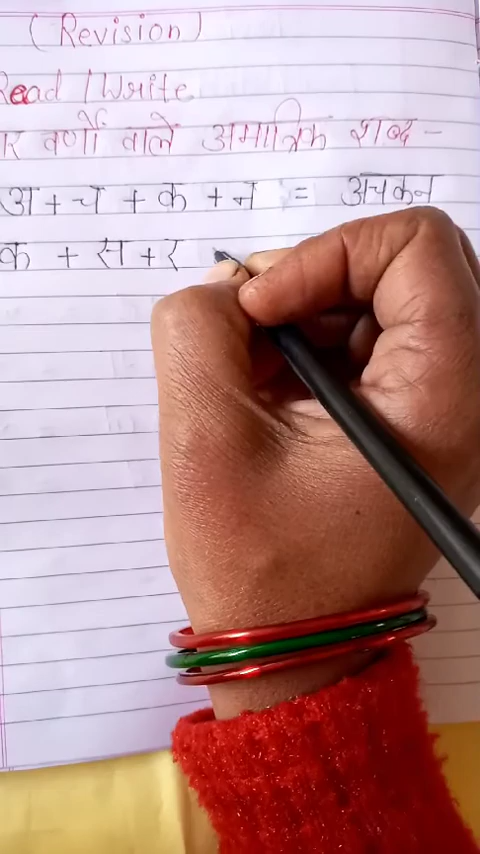 (Revision)
Read / Write
र वर्णों वाले अमात्रिक शब्द -
अ + च + क + न = अचकन
क + स + र